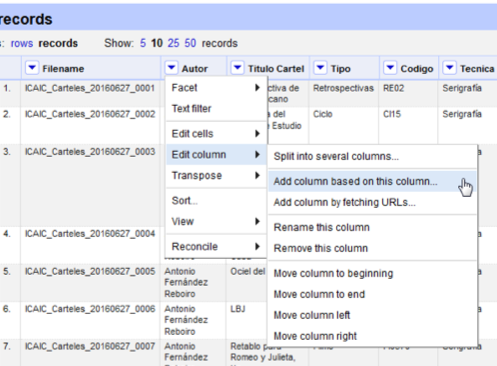 records
: rows records Show: 5 10 25 50 records
Filename Autor Titulo Cartel Tipo Codigo Tecnica
1. ICAIC_Carteles_20160627_0001 ctiva de Retrospectivas RE02 Serigrafía
cano
2. ICAIC_Carteles_20160627_0002 a del Ciclo CI15 Serigrafía
e Estudio
3. ICAIC_Carteles_20160627_0003
4. ICAIC_Carteles_20160627_0004
5. ICAIC_Carteles_20160627_0005 Antonio Ociel del
Fernández
Reboiro
6. ICAIC_Carteles_20160627_0006 Antonio LBJ
Fernández
Reboiro
7. ICAIC_Carteles_20160627_0007 Antonio Retablo
Fernández Romeo y Julieta,
Reboiro
Facet
Text filter
Edit cells
Edit column
Transpose
Sort...
View
Reconcile
Split into several columns...
Add column based on this column...
Add column by fetching URLs...
Rename this column
Remove this column
Move column to beginning
Move column to end
Move column left
Move column right